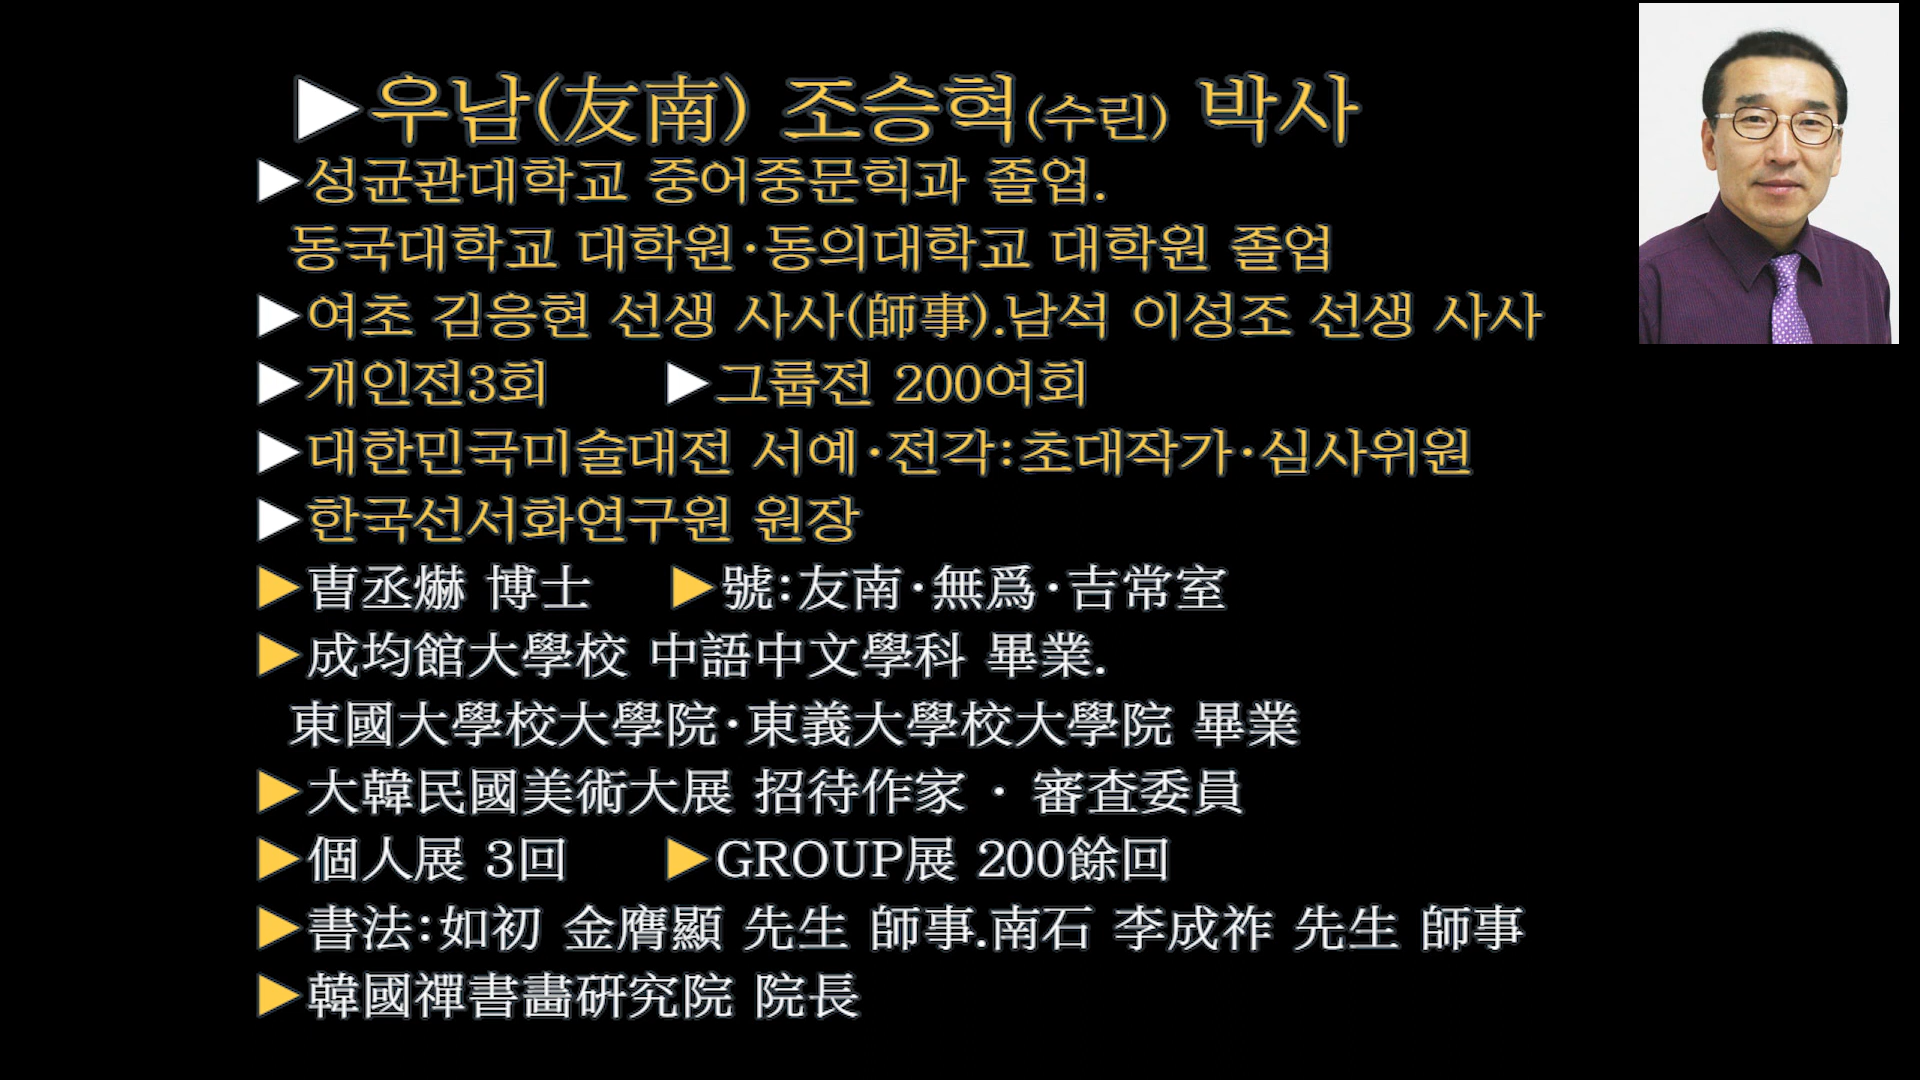 ▶우남(友南) 조승혁(수린) 박사
▶성균관대학교 중어중문힉과 졸업.
동국대학교 대학원·동의대학교 대학원 졸업
▶여초 김응현 선생 사사(師事).남석 이성조 선생 사사
▶개인전3회 ▶그룹전 200여회
▶대한민국미술대전 서예·전각:초대작가·심사위원
▶한국선서화연구원 원장
▶曺丞爀 博士 ▶號:友南·無爲·吉常室
▶成均館大學校 中語中文學科 畢業.
東國大學校大學院·東義大學校大學院 畢業
▶大韓民國美術大展 招待作家 · 審査委員
▶個人展 3回 ▶GROUP展 200餘回
▶書法:如初 金膺顯 先生 師事.南石 李成祚 先生 師事
▶韓國禪書畵硏究院 院長